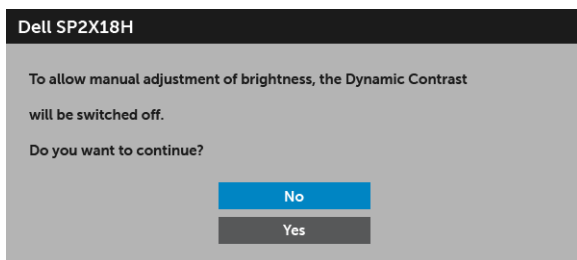 Dell SP2X18H
To allow manual adjustment of brightness, the Dynamic Contrast
will be switched off.
Do you want to continue?
No
Yes